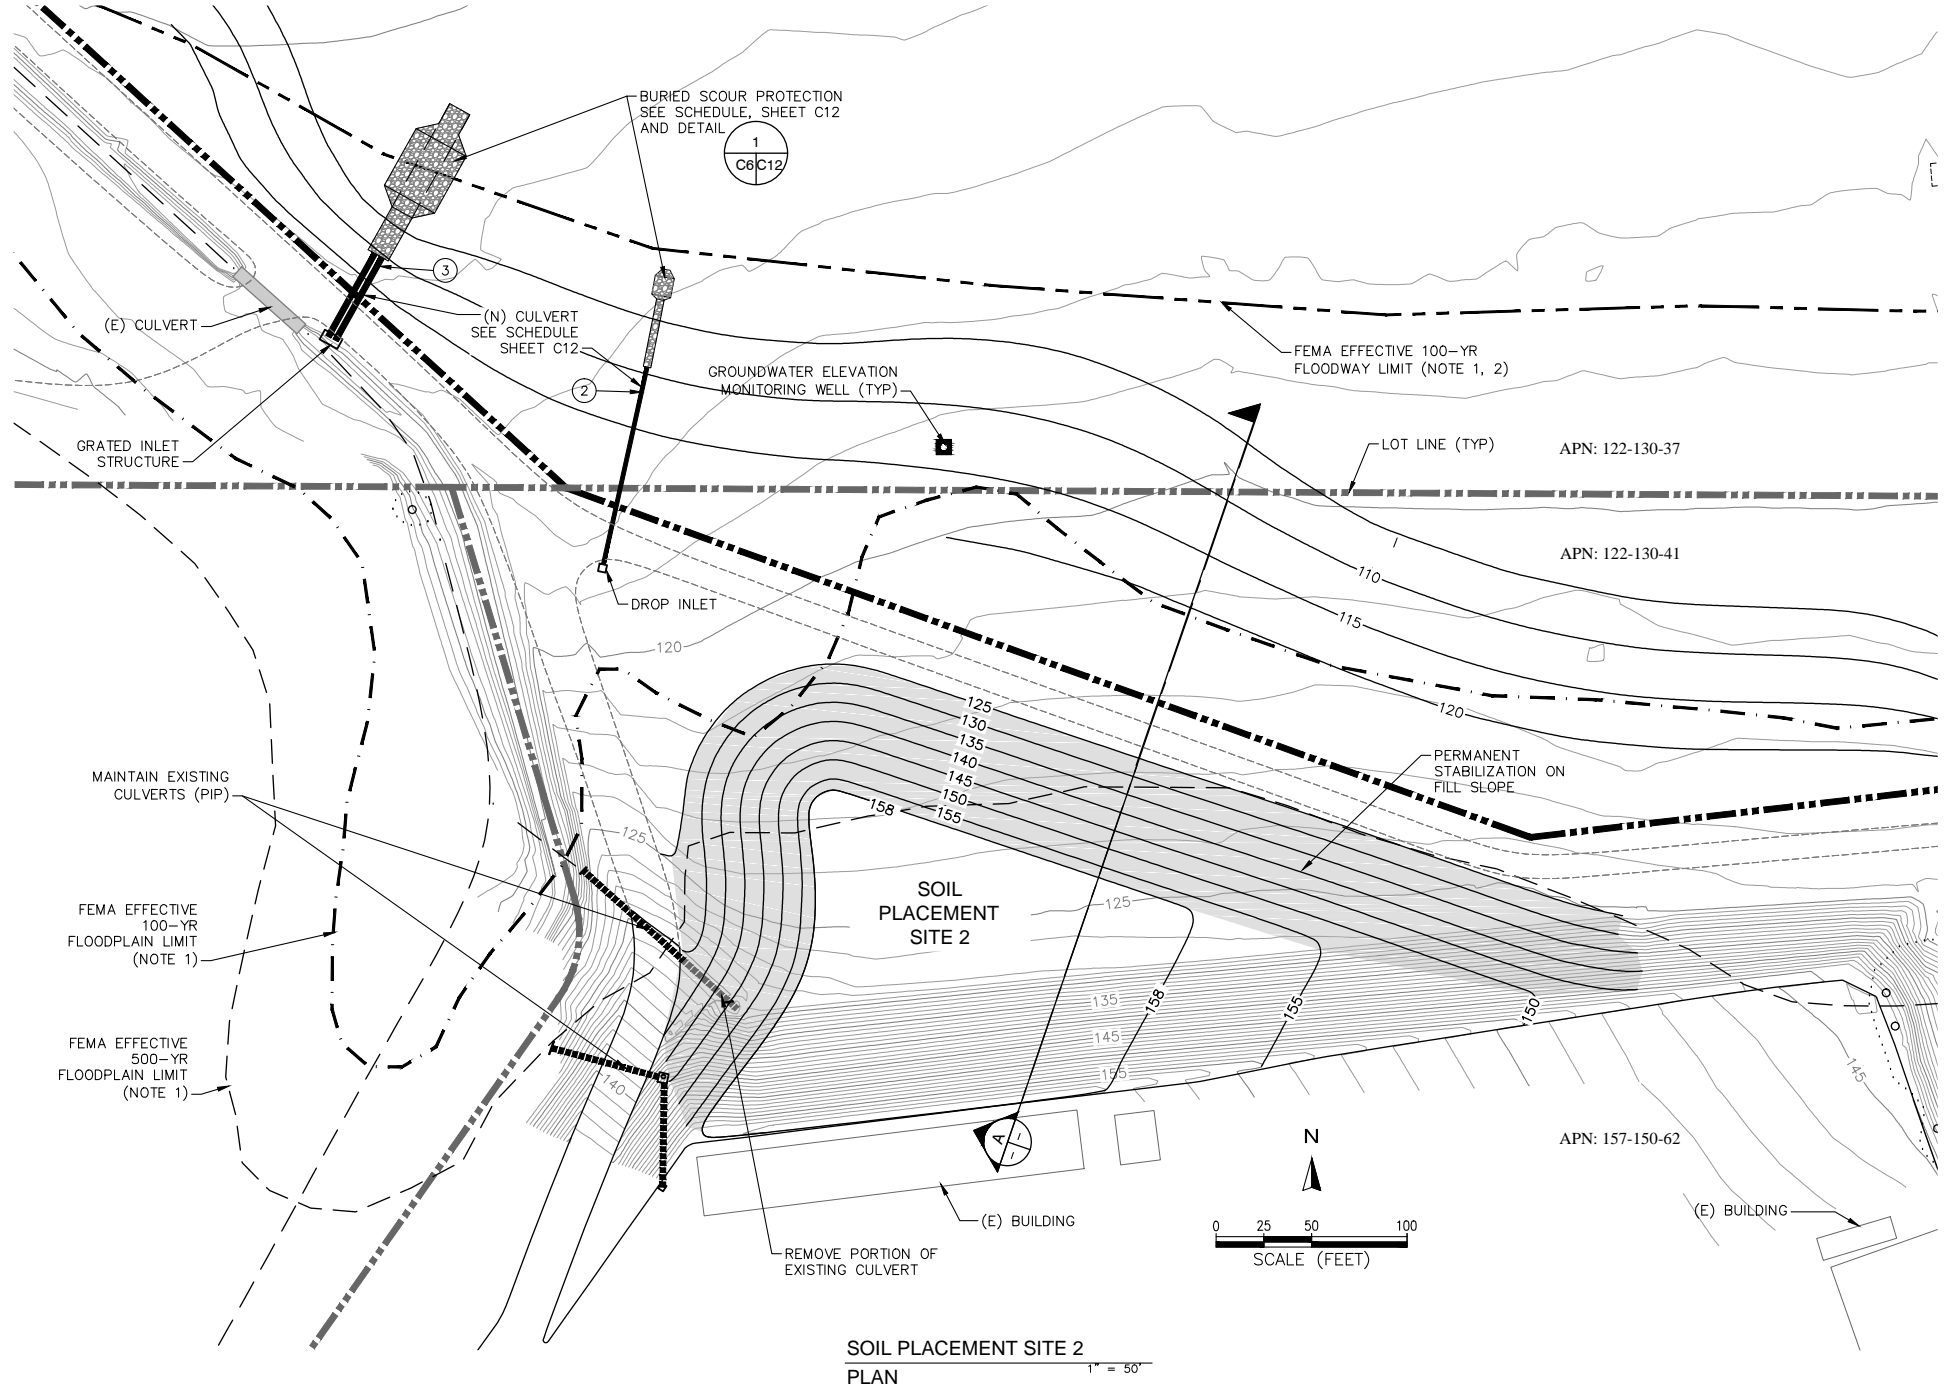 BURIED SCOUR PROTECTION
SEE SCHEDULE, SHEET C12
AND DETAIL
1
C6 C12
3
(E) CULVERT
(N) CULVERT
SEE SCHEDULE
SHEET C12
2
GROUNDWATER ELEVATION
MONITORING WELL (TYP)
FEMA EFFECTIVE 100-YR
FLOODWAY LIMIT (NOTE 1, 2)
GRATED INLET
STRUCTURE
LOT LINE (TYP)
APN: 122-130-37
APN: 122-130-41
110
115
120
DROP INLET
120
125
130
135
140
145
150
155
158
PERMANENT
STABILIZATION ON
FILL SLOPE
MAINTAIN EXISTING
CULVERTS (PIP)
125
SOIL
PLACEMENT
SITE 2
125
FEMA EFFECTIVE
100-YR
FLOODPLAIN LIMIT
(NOTE 1)
135
158
155
150
145
155
140
145
FEMA EFFECTIVE
500-YR
FLOODPLAIN LIMIT
(NOTE 1)
A
N
APN: 157-150-62
(E) BUILDING
(E) BUILDING
0 25 50 100
SCALE (FEET)
REMOVE PORTION OF
EXISTING CULVERT
SOIL PLACEMENT SITE 2
PLAN
1" = 50'